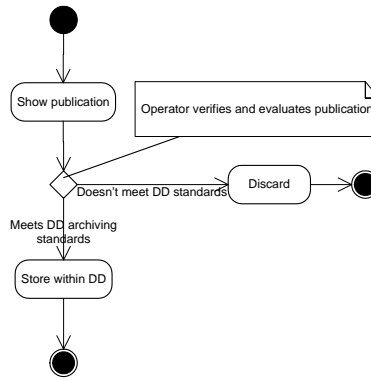 Show publication
Operator verifies and evaluates publication
Doesn't meet DD standards
Discard
Meets DD archiving
standards
Store within DD